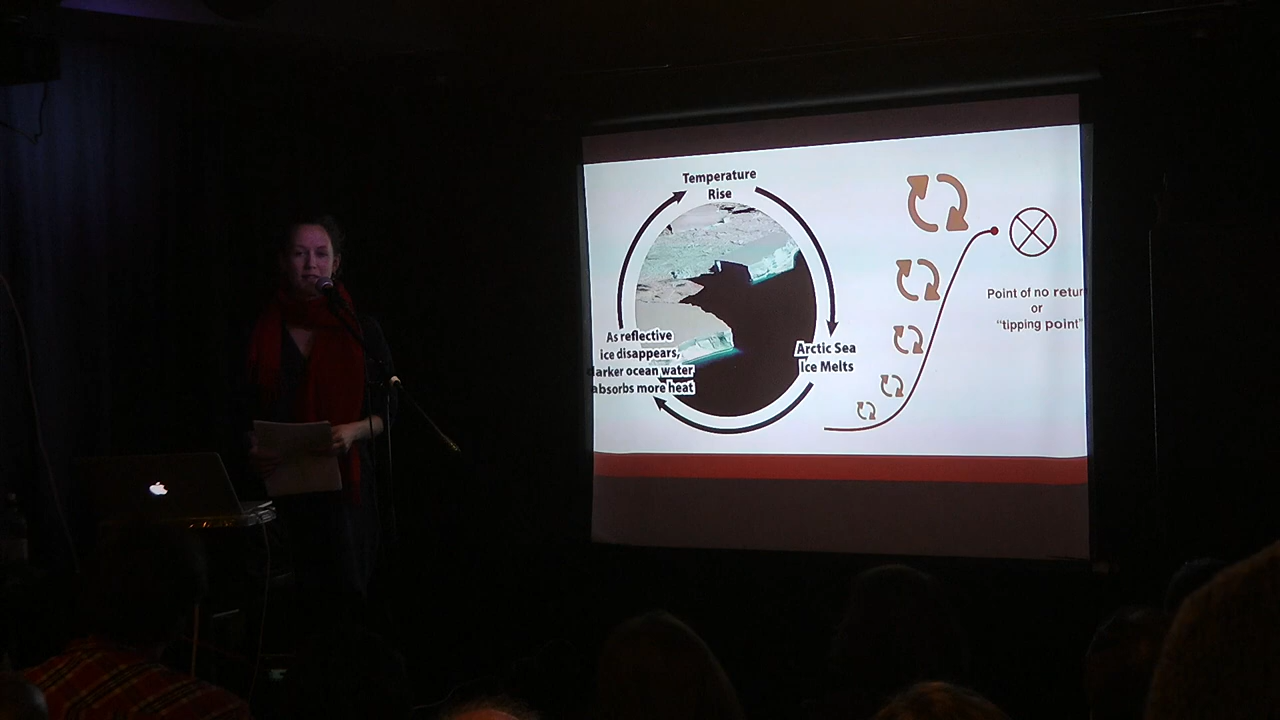 Temperature
Rise
Arctic Sea
Ice Melts
As reflective
ice disappears,
darker ocean water
absorbs more heat
Point of no return
or
"tipping point"